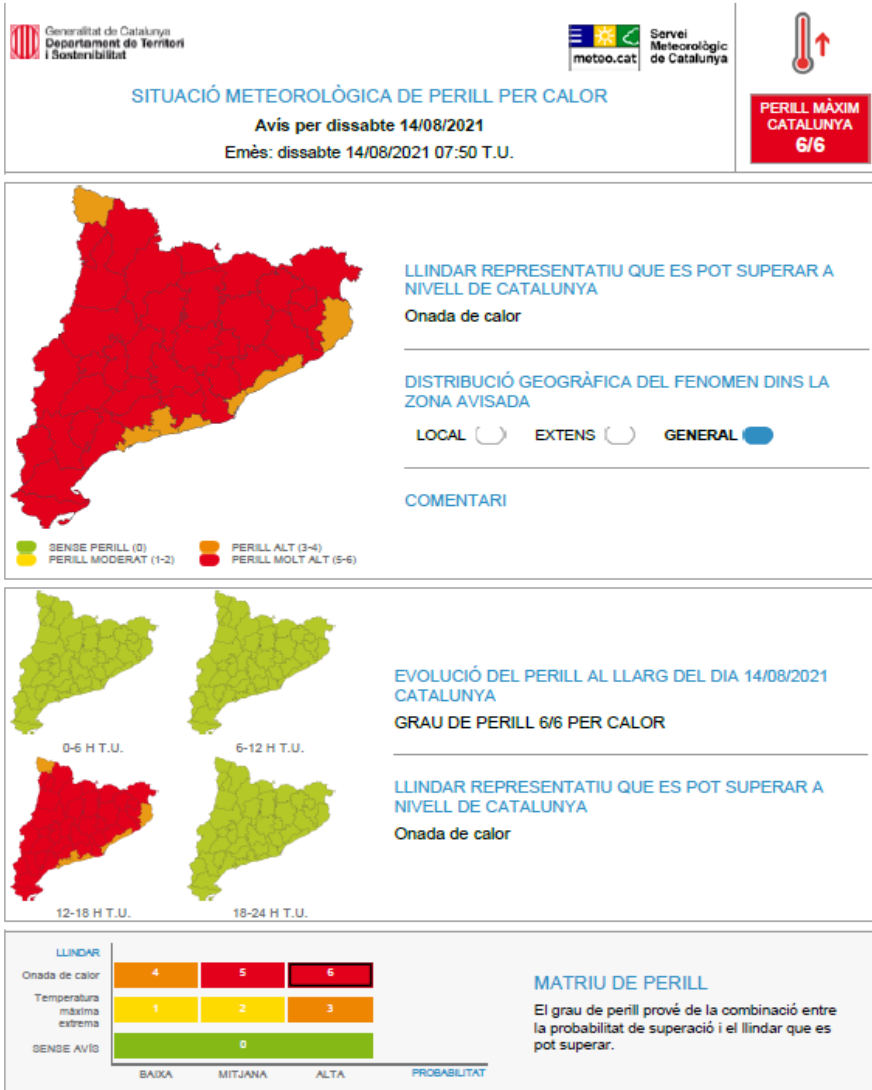 Generalitat de Catalunya
Departament de Territori
i Sostenibilitat
meteo.cat
Servei
Meteorològic
de Catalunya
SITUACIÓ METEOROLÒGICA DE PERILL PER CALOR
Avís per dissabte 14/08/2021
Emès: dissabte 14/08/2021 07:50 T.U.
PERILL MÀXIM
CATALUNYA
6/6
LLINDAR REPRESENTATIU QUE ES POT SUPERAR A
NIVELL DE CATALUNYA
Onada de calor
DISTRIBUCIÓ GEOGRÀFICA DEL FENOMEN DINS LA
ZONA AVISADA
LOCAL EXTENS GENERAL
COMENTARI
SENSE PERILL (0) PERILL ALT (3-4)
PERILL MODERAT (1-2) PERILL MOLT ALT (5-6)
0-6 H T.U. 6-12 H T.U.
12-18 H T.U. 18-24 H T.U.
EVOLUCIÓ DEL PERILL AL LLARG DEL DIA 14/08/2021
CATALUNYA
GRAU DE PERILL 6/6 PER CALOR
LLINDAR REPRESENTATIU QUE ES POT SUPERAR A
NIVELL DE CATALUNYA
Onada de calor
LLINDAR
Onada de calor 4 5 6
Temperatura
màxima
extrema
1 2 3
SENSE AVÍS 0
BAIXA MITJANA ALTA PROBABILITAT
MATRIU DE PERILL
El grau de perill prové de la combinació entre
la probabilitat de superació i el llindar que es
pot superar.